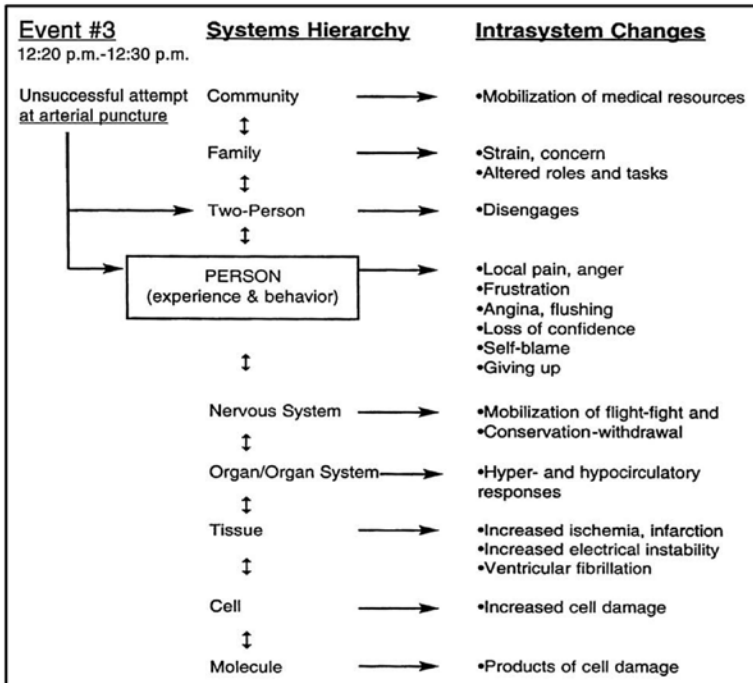 Event #3
Systems Hierarchy
Intrasystem Changes
12:20 p.m.-12:30 p.m.
Unsuccessful attempt
at arterial puncture
Community
•Mobilization of medical resources
Family
•Strain, concern
•Altered roles and tasks
Two-Person
•Disengages
PERSON
(experience & behavior)
•Local pain, anger
•Frustration
•Angina, flushing
•Loss of confidence
•Self-blame
•Giving up
Nervous System
•Mobilization of flight-fight and
•Conservation-withdrawal
Organ/Organ System
•Hyper- and hypocirculatory
responses
Tissue
•Increased ischemia, infarction
•Increased electrical instability
•Ventricular fibrillation
Cell
•Increased cell damage
Molecule
•Products of cell damage